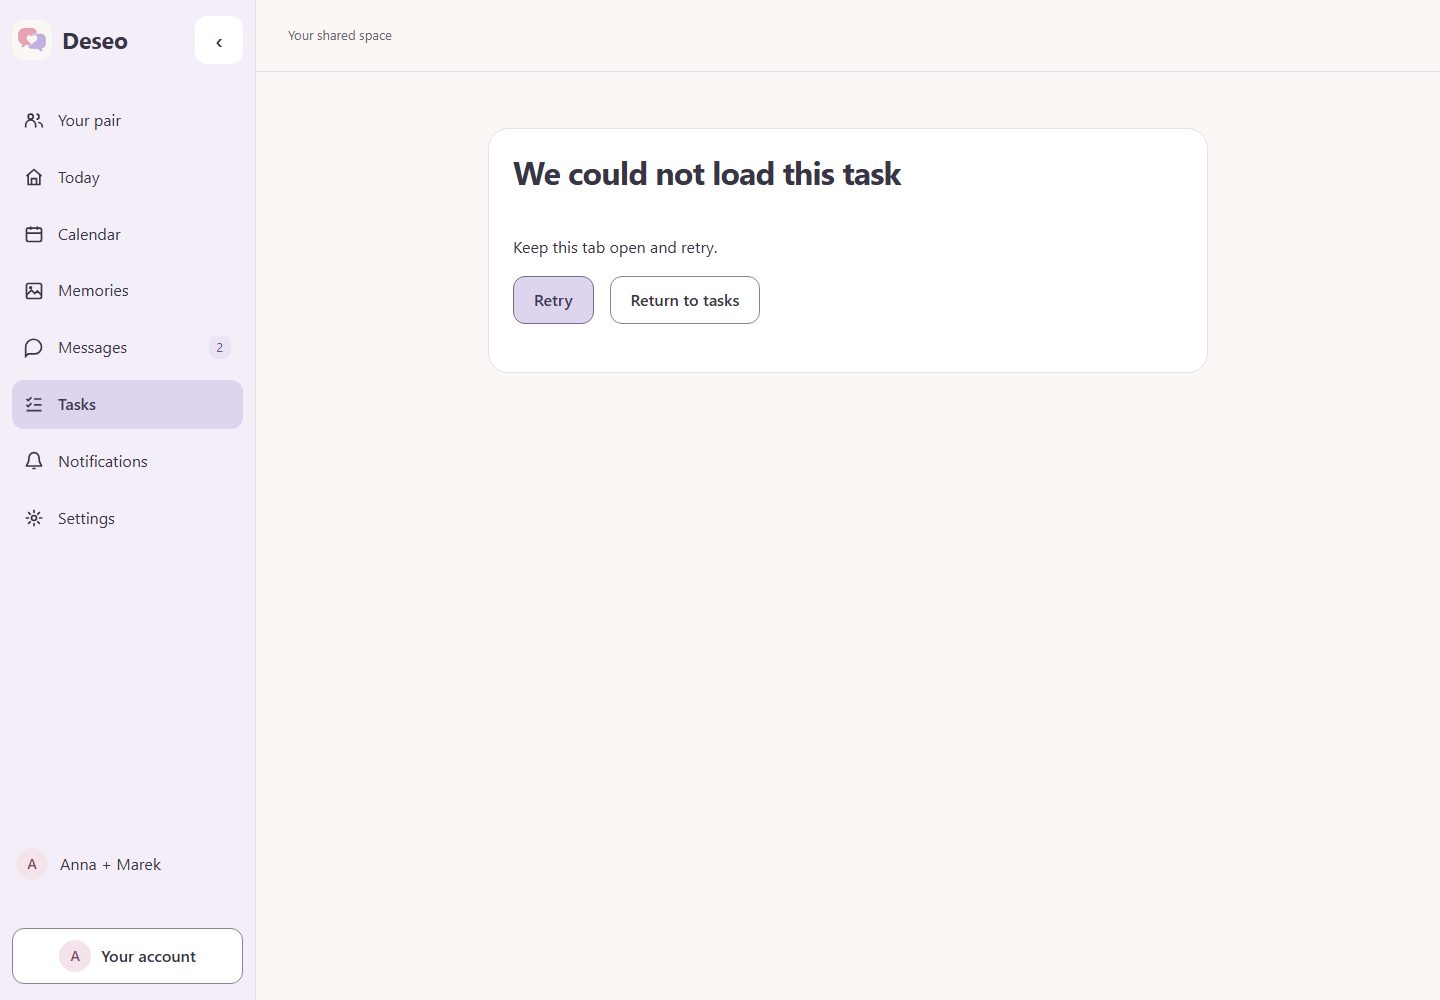 Deseo
‹
Your pair
Today
Calendar
Memories
Messages 2
Tasks
Notifications
Settings
A Anna + Marek
A Your account
Your shared space
We could not load this task
Keep this tab open and retry.
Retry Return to tasks